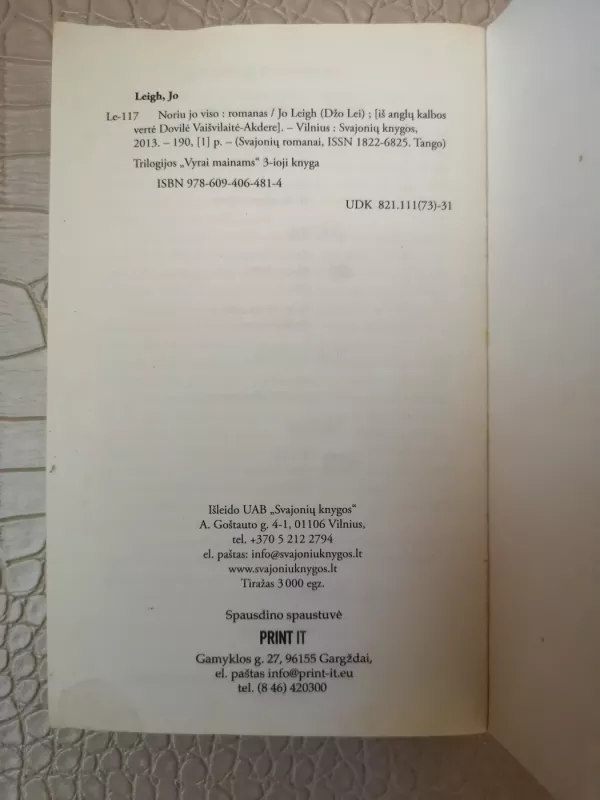 Leigh, Jo
Le-117 Noriu jo viso : romanas / Jo Leigh (Džo Lei) ; [iš anglų kalbos
vertė Dovilė Vaišvilaitė-Akdere]. – Vilnius : Svajonių knygos,
2013. – 190, [1] p. – (Svajonių romanai, ISSN 1822-6825. Tango)
Trilogijos „Vyrai mainams“ 3-ioji knyga
ISBN 978-609-406-481-4
UDK 821.111(73)-31
Išleido UAB „Svajonių knygos“
A. Goštauto g. 4-1, 01106 Vilnius,
tel. +370 5 212 2794
el. paštas: info@svajoniuknygos.lt
www.svajoniuknygos.lt
Tiražas 3 000 egz.
Spausdino spaustuvė
PRINT IT
Gamyklos g. 27, 96155 Gargždai,
el. paštas info@print-it.eu
tel. (8 46) 420300